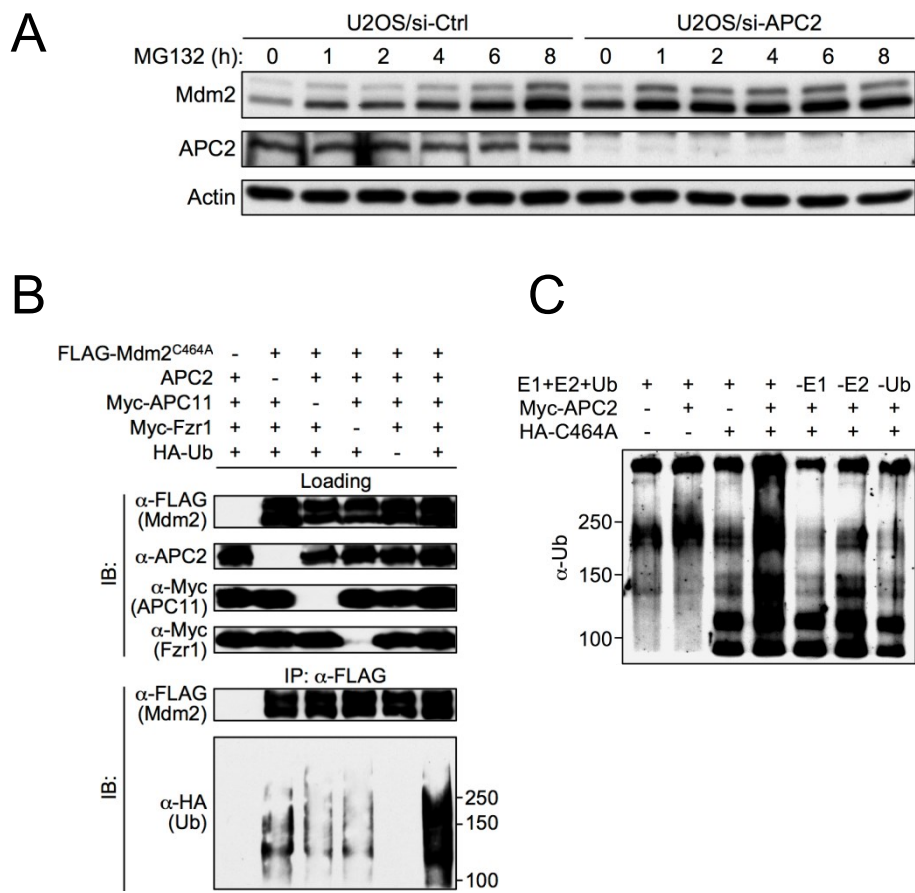 A
U2OS/si-Ctrl U2OS/si-APC2
MG132 (h): 0 1 2 4 6 8 0 1 2 4 6 8
Mdm2
APC2
Actin
B
FLAG-Mdm2C464A - + + + + +
APC2 + - + + + +
Myc-APC11 + + - + + +
Myc-Fzr1 + + + - + +
HA-Ub + + + + - +
Loading
IB:
α-FLAG
(Mdm2)
α-APC2
α-Myc
(APC11)
α-Myc
(Fzr1)
IP: α-FLAG
IB:
α-FLAG
(Mdm2)
α-HA
(Ub)
250
150
100
C
E1+E2+Ub + + + + -E1 -E2 -Ub
Myc-APC2 - + - + + + +
HA-C464A - - + + + + +
α-Ub
250
150
100